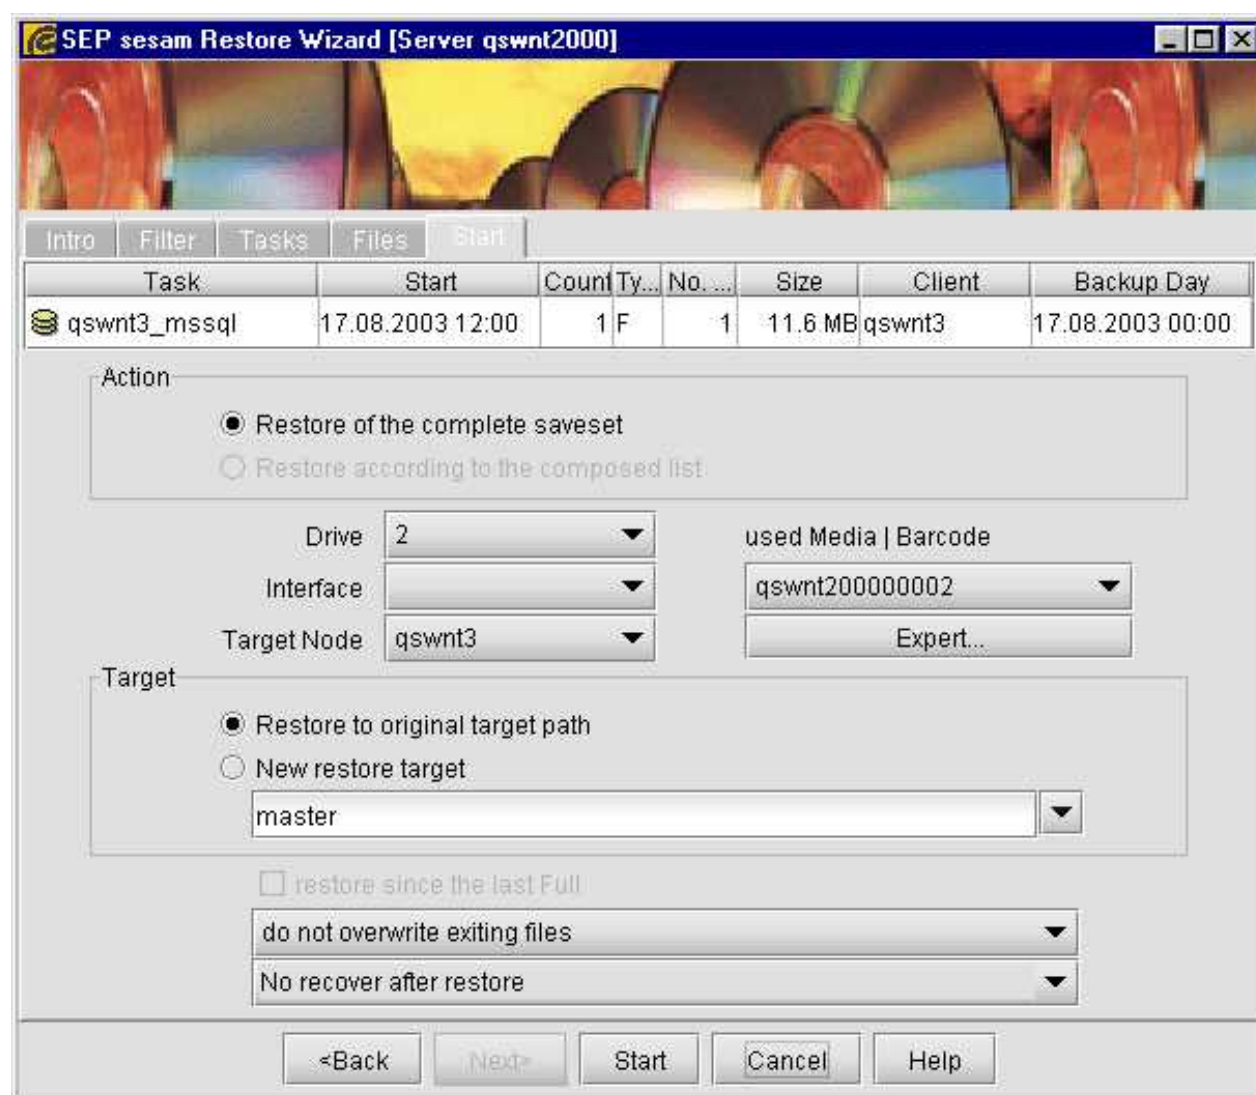 SEP sesam Restore Wizard [Server qswnt2000]
Intro Filter Tasks Files Start
Task Start Count Ty... No. ... Size Client Backup Day
qswnt3_mssql 17.08.2003 12:00 1 F 1 11.6 MB qswnt3 17.08.2003 00:00
Action
Restore of the complete saveset
Restore according to the composed list
Drive 2 used Media | Barcode
Interface qswnt200000002
Target Node qswnt3 Expert...
Target
Restore to original target path
New restore target
master
restore since the last Full
do not overwrite exiting files
No recover after restore
<Back Next> Start Cancel Help